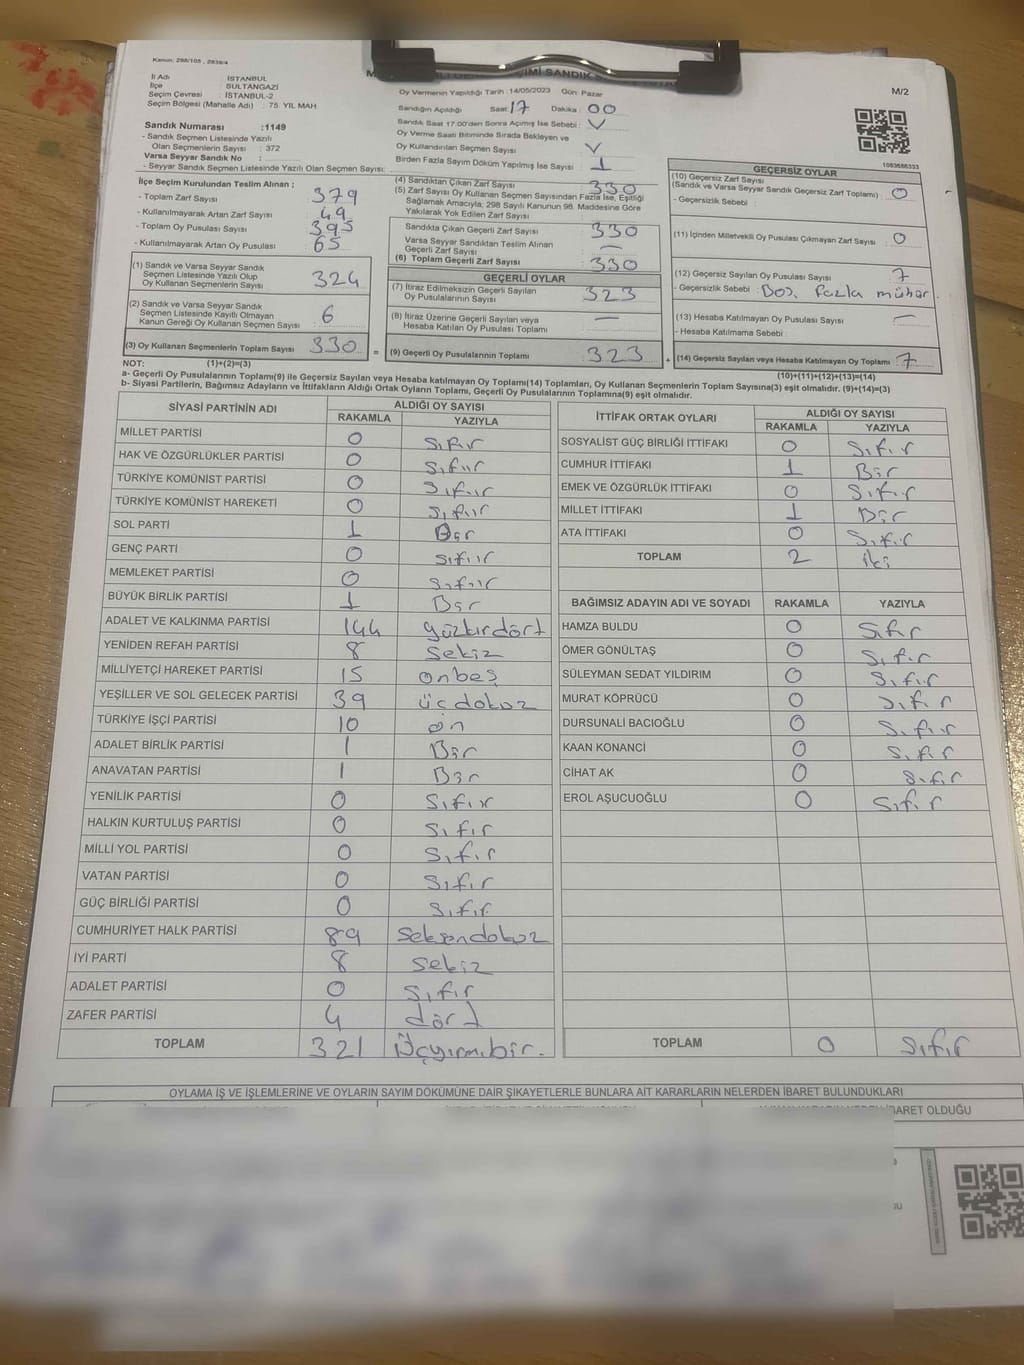 Kanun: 298/105 , 2839/4
SEÇİMİ SANDIK
M/2
İl Adı : İSTANBUL
İlçe : SULTANGAZİ
Seçim Çevresi : İSTANBUL-2
Seçim Bölgesi (Mahalle Adı) : 75. YIL MAH
Oy Vermenin Yapıldığı Tarih :14/05/2023 Gün: Pazar
Sandığın Açıldığı Saat: 17 Dakika : 00
Sandık Saat 17:00'den Sonra Açımış İse Sebebi :
Oy Verme Saati Bitiminde Sırada Bekleyen ve
Oy Kullandırılan Seçmen Sayısı :
Birden Fazla Sayım Döküm Yapılmış İse Sayısı : 1
Sandık Numarası :1149
- Sandık Seçmen Listesinde Yazılı
Olan Seçmenlerin Sayısı : 372
Varsa Seyyar Sandık No :
- Seyyar Sandık Seçmen Listesinde Yazılı Olan Seçmen Sayısı:
1083686333
İlçe Seçim Kurulundan Teslim Alınan ;
- Toplam Zarf Sayısı : 379
- Kullanılmayarak Artan Zarf Sayısı : 49
- Toplam Oy Pusulası Sayısı : 395
- Kullanılmayarak Artan Oy Pusulası : 65
(1) Sandık ve Varsa Seyyar Sandık
Seçmen Listesinde Yazılı Olup
Oy Kullanan Seçmenlerin Sayısı : 324
(2) Sandık ve Varsa Seyyar Sandık
Seçmen Listesinde Kayıtlı Olmayan
Kanun Gereği Oy Kullanan Seçmen Sayısı : 6
(3) Oy Kullanan Seçmenlerin Toplam Sayısı : 330
(4) Sandıktan Çıkan Zarf Sayısı : 330
(5) Zarf Sayısı Oy Kullanan Seçmen Sayısından Fazla İse, Eşitliği
Sağlamak Amacıyla; 298 Sayılı Kanunun 98. Maddesine Göre
Yakılarak Yok Edilen Zarf Sayısı :
Sandıkta Çıkan Geçerli Zarf Sayısı : 330
Varsa Seyyar Sandıktan Teslim Alınan
Geçerli Zarf Sayısı : —
(6) Toplam Geçerli Zarf Sayısı : 330
GEÇERLİ OYLAR
(7) İtiraz Edilmeksizin Geçerli Sayılan
Oy Pusulalarının Sayısı : 323
(8) İtiraz Üzerine Geçerli Sayılan veya
Hesaba Katılan Oy Pusulası Toplamı : —
= (9) Geçerli Oy Pusulalarının Toplamı : 323
GEÇERSİZ OYLAR
(10) Geçersiz Zarf Sayısı
(Sandık ve Varsa Seyyar Sandık Geçersiz Zarf Toplamı) : 0
- Geçersizlik Sebebi :
(11) İçinden Milletvekili Oy Pusulası Çıkmayan Zarf Sayısı : 0
(12) Geçersiz Sayılan Oy Pusulası Sayısı : 7
- Geçersizlik Sebebi : Boş, fazla mühür.
(13) Hesaba Katılmayan Oy Pusulası Sayısı : —
- Hesaba Katılmama Sebebi :
+ (14) Geçersiz Sayılan veya Hesaba Katılmayan Oy Toplamı : 7
NOT: (1)+(2)=(3) (10)+(11)+(12)+(13)=(14)
a- Geçerli Oy Pusulalarının Toplamı(9) ile Geçersiz Sayılan veya Hesaba katılmayan Oy Toplamı(14) Toplamları, Oy Kullanan Seçmenlerin Toplam Sayısına(3) eşit olmalıdır. (9)+(14)=(3)
b- Siyasi Partilerin, Bağımsız Adayların ve İttifakların Aldığı Oy Sayıların Toplamı, Geçerli Oy Pusulalarının Toplamına(9) eşit olmalıdır.
SİYASİ PARTİNİN ADI ALDIĞI OY SAYISI
RAKAMLA YAZIYLA
MİLLET PARTİSİ 0 Sıfır
HAK VE ÖZGÜRLÜKLER PARTİSİ 0 Sıfıır
TÜRKİYE KOMÜNİST PARTİSİ 0 Sıfıır
TÜRKİYE KOMÜNİST HAREKETİ 0 Sıfıır
SOL PARTİ 1 Bir
GENÇ PARTİ 0 Sıfıır
MEMLEKET PARTİSİ 0 Sıfıır
BÜYÜK BİRLİK PARTİSİ 1 Bir
ADALET VE KALKINMA PARTİSİ 144 yüzkırdört
YENİDEN REFAH PARTİSİ 8 Sekiz
MİLLİYETÇİ HAREKET PARTİSİ 15 onbeş
YEŞİLLER VE SOL GELECEK PARTİSİ 39 üçdokuz
TÜRKİYE İŞÇİ PARTİSİ 10 on
ADALET BİRLİK PARTİSİ 1 Bir
ANAVATAN PARTİSİ 1 Bir
YENİLİK PARTİSİ 0 Sıfır
HALKIN KURTULUŞ PARTİSİ 0 Sıfır
MİLLİ YOL PARTİSİ 0 Sıfır
VATAN PARTİSİ 0 Sıfır
GÜÇ BİRLİĞİ PARTİSİ 0 Sıfır
CUMHURİYET HALK PARTİSİ 89 Seksendokuz
İYİ PARTİ 8 Sekiz
ADALET PARTİSİ 0 Sıfır
ZAFER PARTİSİ 4 dört
TOPLAM 321 Üçyirmibir.
İTTİFAK ORTAK OYLARI ALDIĞI OY SAYISI
RAKAMLA YAZIYLA
SOSYALİST GÜÇ BİRLİĞİ İTTİFAKI 0 Sıfır
CUMHUR İTTİFAKI 1 Bir
EMEK VE ÖZGÜRLÜK İTTİFAKI 0 Sıfır
MİLLET İTTİFAKI 1 Bir
ATA İTTİFAKI 0 Sıfır
TOPLAM 2 iki
BAĞIMSIZ ADAYIN ADI VE SOYADI RAKAMLA YAZIYLA
HAMZA BULDU 0 Sıfır
ÖMER GÖNÜLTAŞ 0 Sıfır
SÜLEYMAN SEDAT YILDIRIM 0 Sıfır
MURAT KÖPRÜCÜ 0 Sıfır
DURSUNALİ BACIOĞLU 0 Sıfır
KAAN KONANCİ 0 Sıfır
CİHAT AK 0 Sıfır
EROL AŞUCUOĞLU 0 Sıfır
TOPLAM 0 Sıfır
OYLAMA İŞ VE İŞLEMLERİNE VE OYLARIN SAYIM DÖKÜMÜNE DAİR ŞİKAYETLERLE BUNLARA AİT KARARLARIN NELERDEN İBARET BULUNDUKLARI
İBARET OLDUĞU